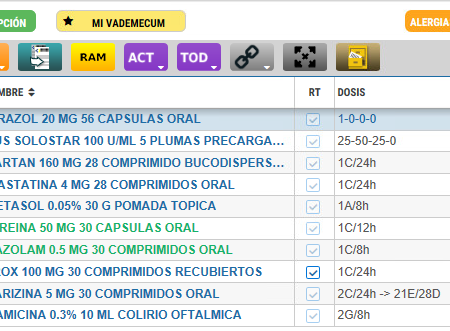 PCIÓN
MI VADEMECUM
ALERGIA
RAM ACT TOD
MBRE RT DOSIS
RAZOL 20 MG 56 CAPSULAS ORAL 1-0-0-0
US SOLOSTAR 100 U/ML 5 PLUMAS PRECARGA... 25-50-25-0
ARTAN 160 MG 28 COMPRIMIDO BUCODISPERS... 1C/24h
ASTATINA 4 MG 28 COMPRIMIDOS ORAL 1C/24h
ETASOL 0.05% 30 G POMADA TOPICA 1A/8h
REINA 50 MG 30 CAPSULAS ORAL 1C/12h
AZOLAM 0.5 MG 30 COMPRIMIDOS ORAL 1C/8h
ROX 100 MG 30 COMPRIMIDOS RECUBIERTOS 1C/24h
ARIZINA 5 MG 30 COMPRIMIDOS ORAL 2C/24h -> 21E/28D
AMICINA 0.3% 10 ML COLIRIO OFTALMICA 2G/8h